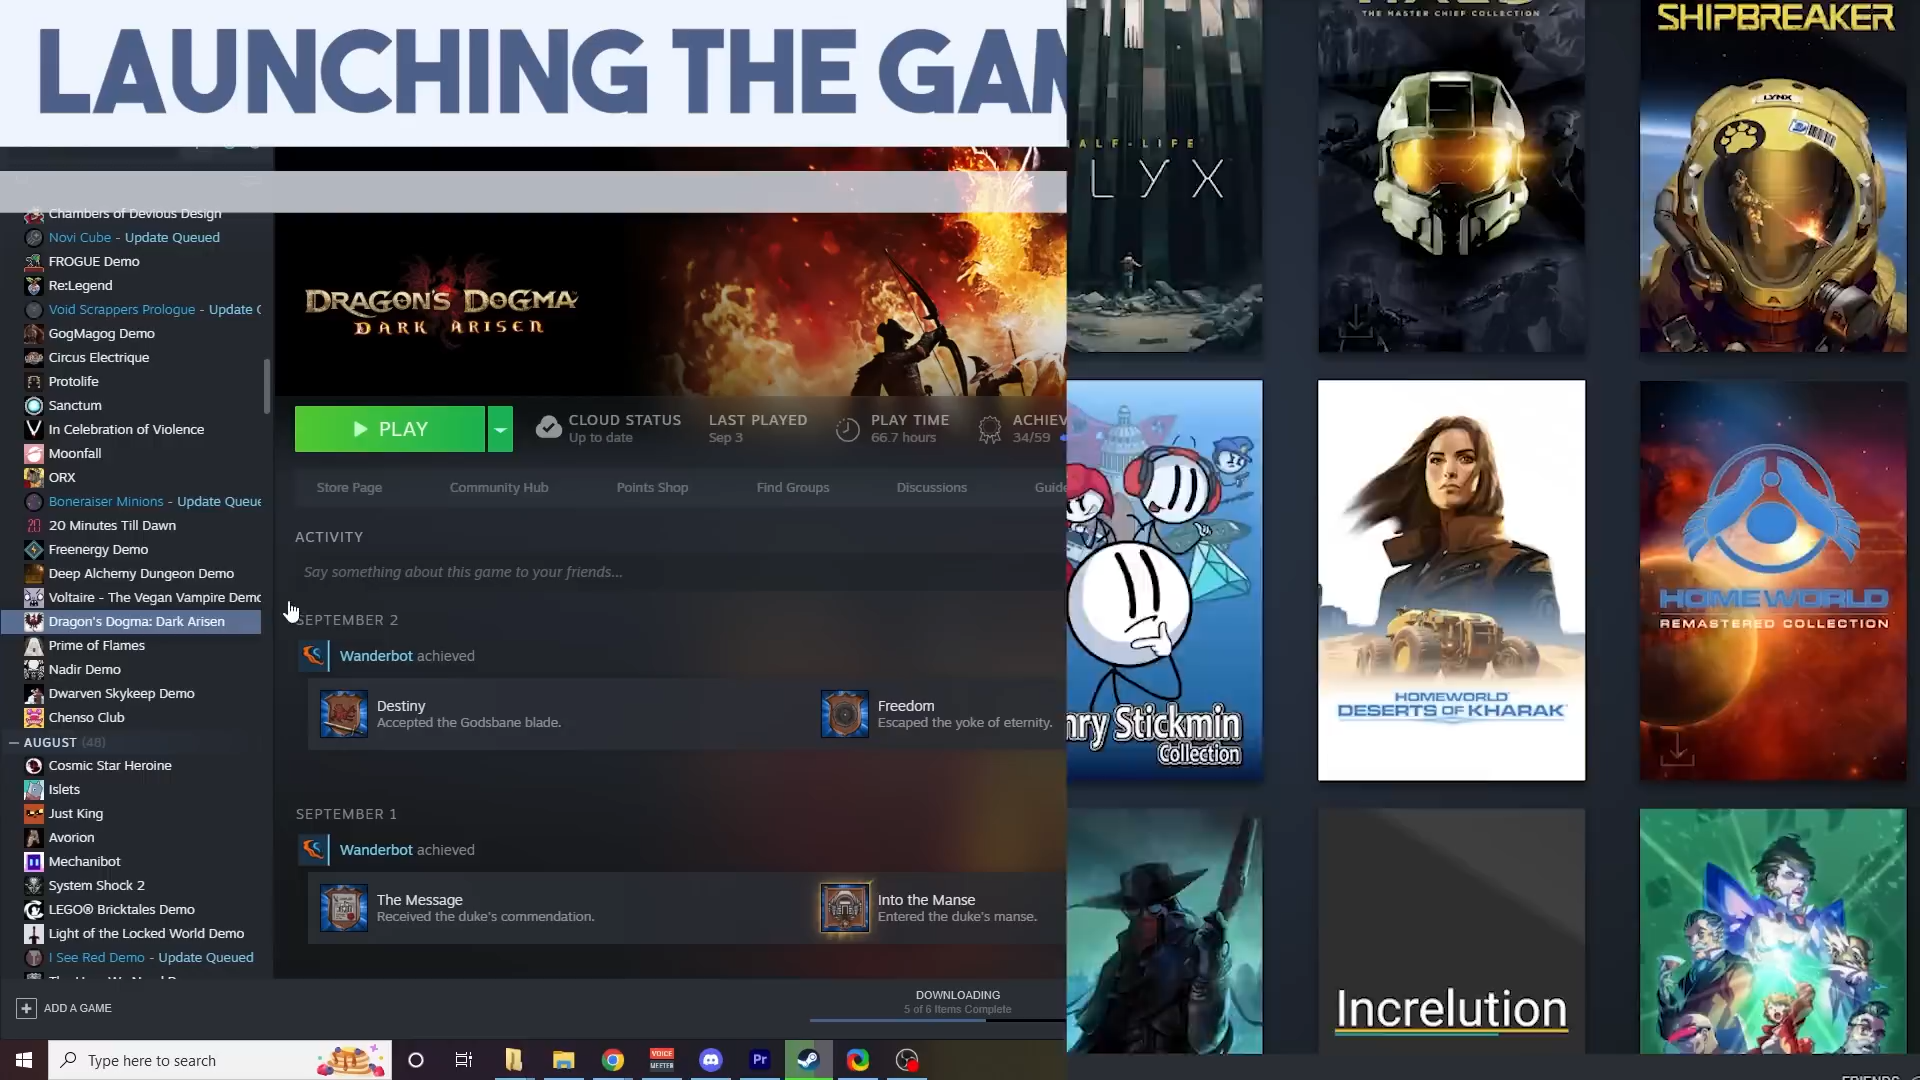 LAUNCHING THE GAM
Chambers of Devious Design
Novi Cube - Update Queued
FROGUE Demo
Re:Legend
Void Scrappers Prologue - Update
GogMagog Demo
Circus Electrique
Protolife
Sanctum
In Celebration of Violence
Moonfall
ORX
Boneraiser Minions - Update Queue
20 Minutes Till Dawn
Freenergy Demo
Deep Alchemy Dungeon Demo
Voltaire - The Vegan Vampire Demo
Dragon's Dogma: Dark Arisen
Prime of Flames
Nadir Demo
Dwarven Skykeep Demo
Chenso Club
AUGUST (48)
Cosmic Star Heroine
Islets
Just King
Avorion
Mechanibot
System Shock 2
LEGO® Bricktales Demo
Light of the Locked World Demo
I See Red Demo - Update Queued
ADD A GAME
DRAGON'S DOGMA™
DARK ARISEN
PLAY
CLOUD STATUS
Up to date
LAST PLAYED
Sep 3
PLAY TIME
66.7 hours
ACHIEV
34/59
Store Page
Community Hub
Points Shop
Find Groups
Discussions
Guide
ACTIVITY
Say something about this game to your friends...
SEPTEMBER 2
Wanderbot achieved
Destiny
Accepted the Godsbane blade.
Freedom
Escaped the yoke of eternity.
SEPTEMBER 1
Wanderbot achieved
The Message
Received the duke's commendation.
Into the Manse
Entered the duke's manse.
DOWNLOADING
5 of 6 Items Complete
Type here to search
VOICE
MEETER
Pr
ALF-LIFE
LYX
THE MASTER CHIEF COLLECTION
SHIPBREAKER
LYNX
nry Stickmin
Collection
HOMEWORLD
DESERTS OF KHARAK
HOMEWORLD
REMASTERED COLLECTION
Increlution